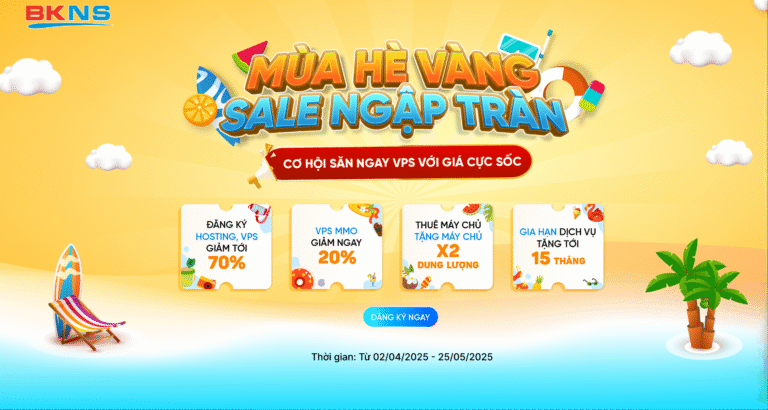 BKNS
MÙA HÈ VÀNG
SALE NGẬP TRÀN
CƠ HỘI SĂN NGAY VPS VỚI GIÁ CỰC SỐC
ĐĂNG KÝ
HOSTING, VPS
GIẢM TỚI
70%
VPS MMO
GIẢM NGAY
20%
THUÊ MÁY CHỦ
TẶNG MÁY CHỦ
X2
DUNG LƯỢNG
GIA HẠN DỊCH VỤ
TẶNG TỚI
15 THÁNG
ĐĂNG KÝ NGAY
Thời gian: Từ 02/04/2025 - 25/05/2025